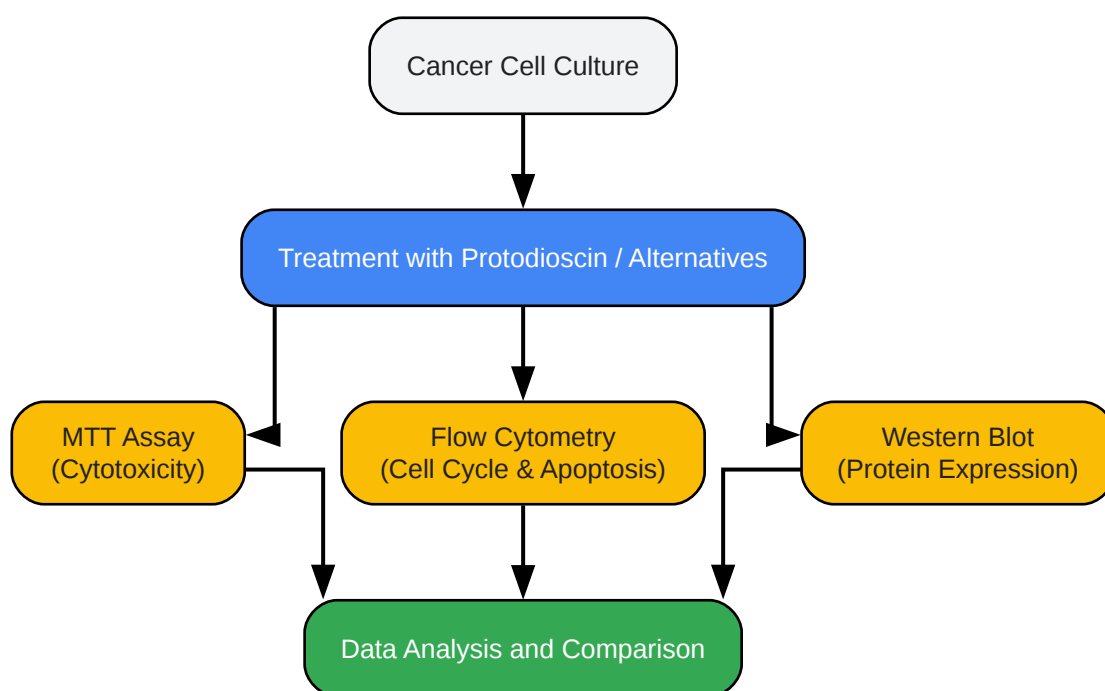 Cancer Cell Culture
Treatment with Protodioscin / Alternatives
MTT Assay
(Cytotoxicity)
Flow Cytometry
(Cell Cycle & Apoptosis)
Western Blot
(Protein Expression)
Data Analysis and Comparison